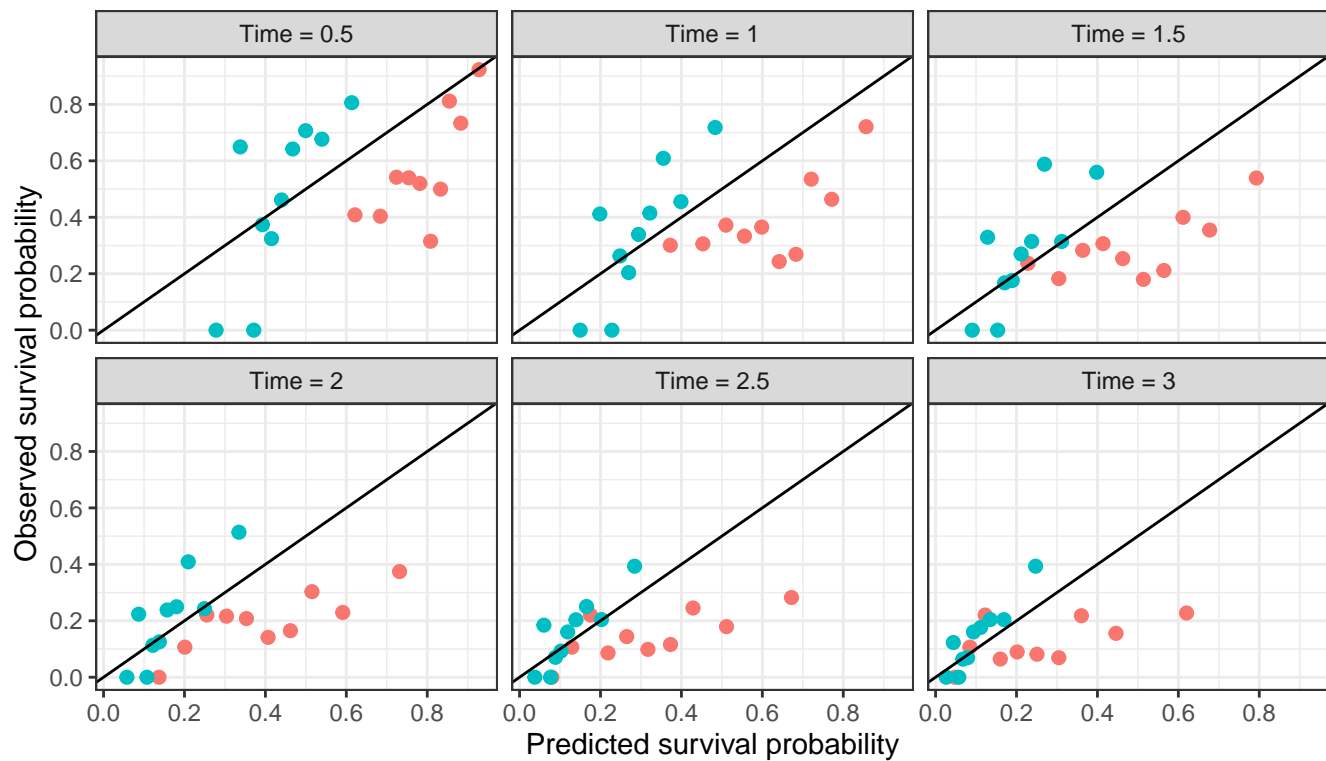 Time = 0.5
Time = 1
Time = 1.5
0.8
0.6
0.4
0.2
0.0
Observed survival probability
Time = 2
Time = 2.5
Time = 3
0.8
0.6
0.4
0.2
0.0
0.0 0.2 0.4 0.6 0.8
0.0 0.2 0.4 0.6 0.8
0.0 0.2 0.4 0.6 0.8
Predicted survival probability